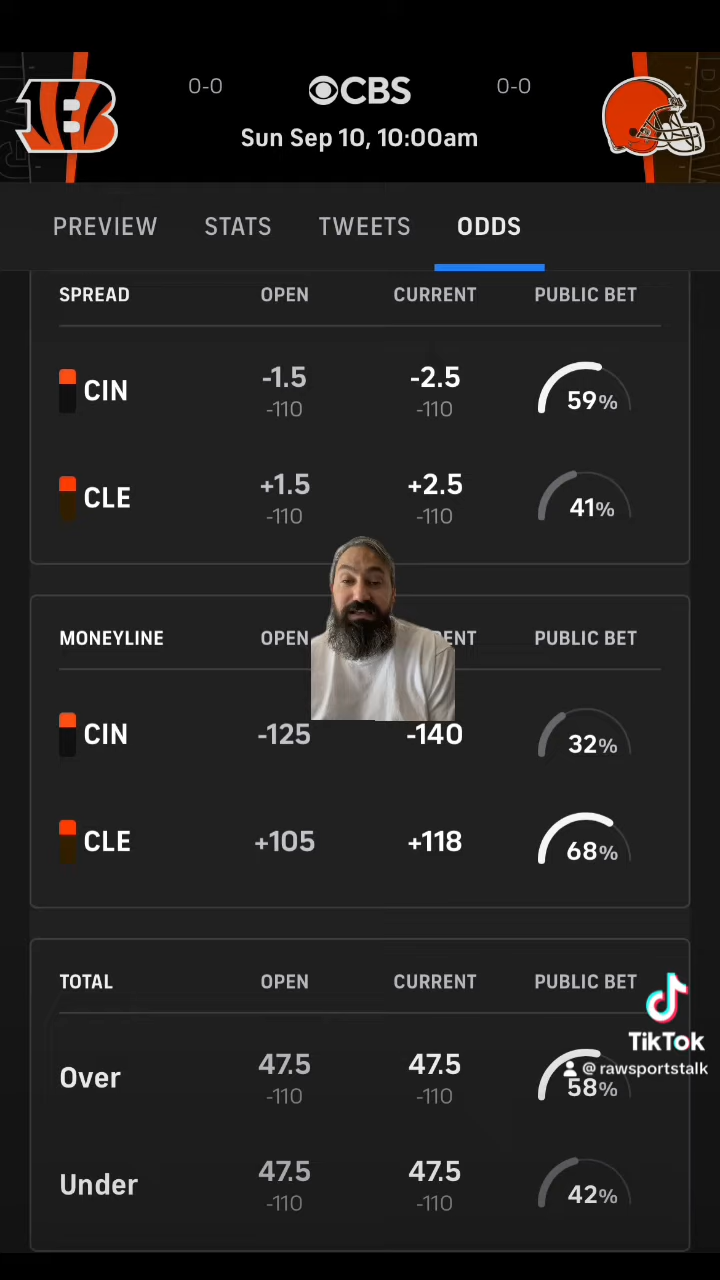 0-0 CBS 0-0
Sun Sep 10, 10:00am
PREVIEW STATS TWEETS ODDS
SPREAD OPEN CURRENT PUBLIC BET
CIN -1.5 -2.5 59%
-110 -110
CLE +1.5 +2.5 41%
-110 -110
MONEYLINE OPEN ENT PUBLIC BET
CIN -125 -140 32%
CLE +105 +118 68%
TOTAL OPEN CURRENT PUBLIC BET
TikTok
@rawsportstalk
Over 47.5 47.5 58%
-110 -110
Under 47.5 47.5 42%
-110 -110